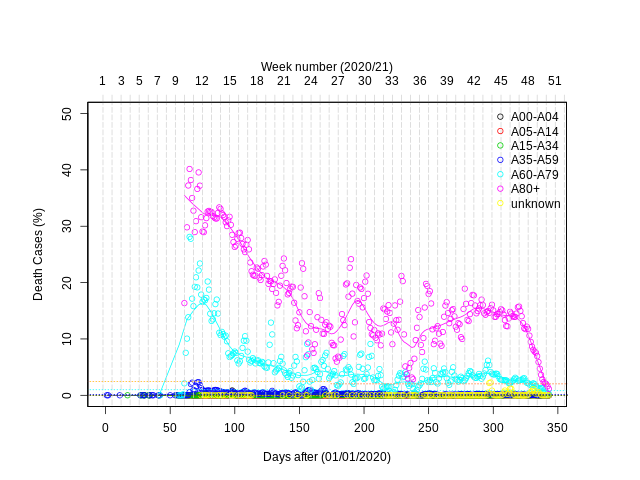 Week number (2020/21)
1 3 5 7 9 12 15 18 21 24 27 30 33 36 39 42 45 48 51
50
40
30
20
10
0
Death Cases (%)
A00-A04
A05-A14
A15-A34
A35-A59
A60-A79
A80+
unknown
0 50 100 150 200 250 300 350
Days after (01/01/2020)